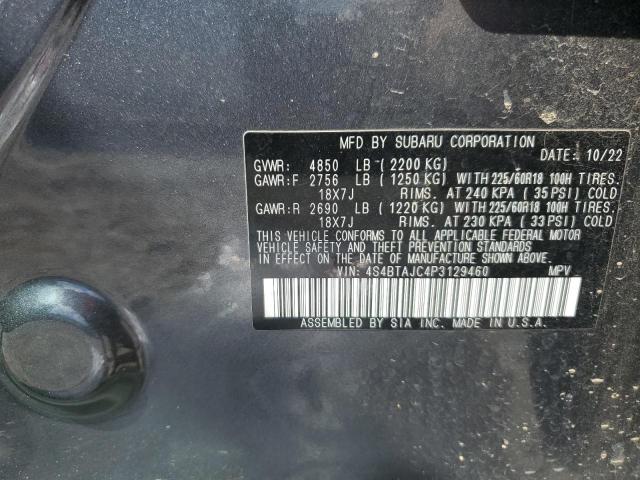 MFD BY SUBARU CORPORATION
DATE: 10/22
GVWR: 4850 LB (2200 KG)
GAWR:F 2756 LB (1250 KG) WITH 225/60R18 100H TIRES.
18X7J RIMS. AT 240 KPA (35 PSI) COLD
GAWR:R 2690 LB (1220 KG) WITH 225/60R18 100H TIRES.
18X7J RIMS. AT 230 KPA (33 PSI) COLD
THIS VEHICLE CONFORMS TO ALL APPLICABLE FEDERAL MOTOR
VEHICLE SAFETY AND THEFT PREVENTION STANDARDS
IN EFFECT ON THE DATE OF MANUFACTURE SHOWN ABOVE.
VIN: 4S4BTAJC4P3129460 MPV
ASSEMBLED BY SIA INC. MADE IN U.S.A.